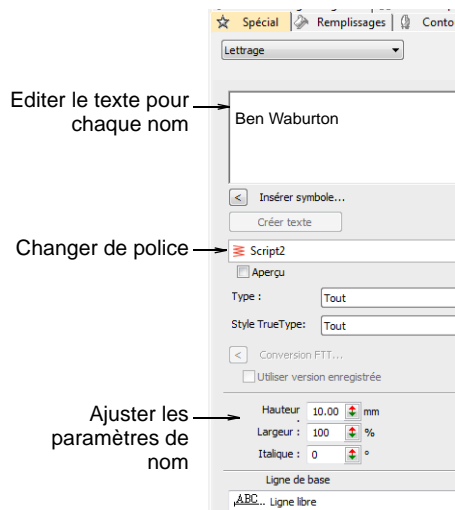 Spécial Remplissages Conto
Lettrage
Editer le texte pour
chaque nom
Ben Waburton
< Insérer symbole...
Créer texte
Changer de police
Script2
Aperçu
Type : Tout
Style TrueType: Tout
< Conversion FTT...
Utiliser version enregistrée
Ajuster les
paramètres de
nom
Hauteur : 10.00 mm
Largeur : 100 %
Italique : 0 °
Ligne de base
ABC... Ligne libre